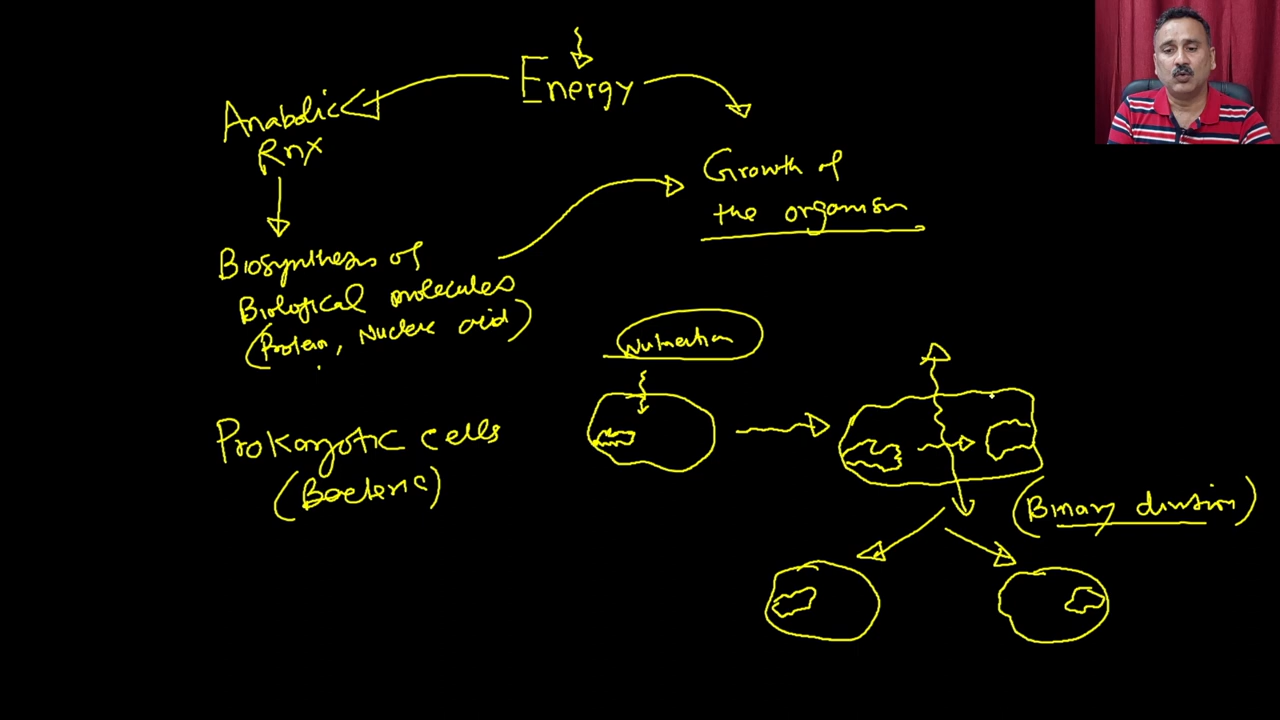 Energy
Anabolic
Rnx
Growth of
the organism
Biosynthesis of
Biological molecules
(Protein, Nucleic acid)
Nutrition
Prokaryotic cells
(Bacteria)
(Binary division)